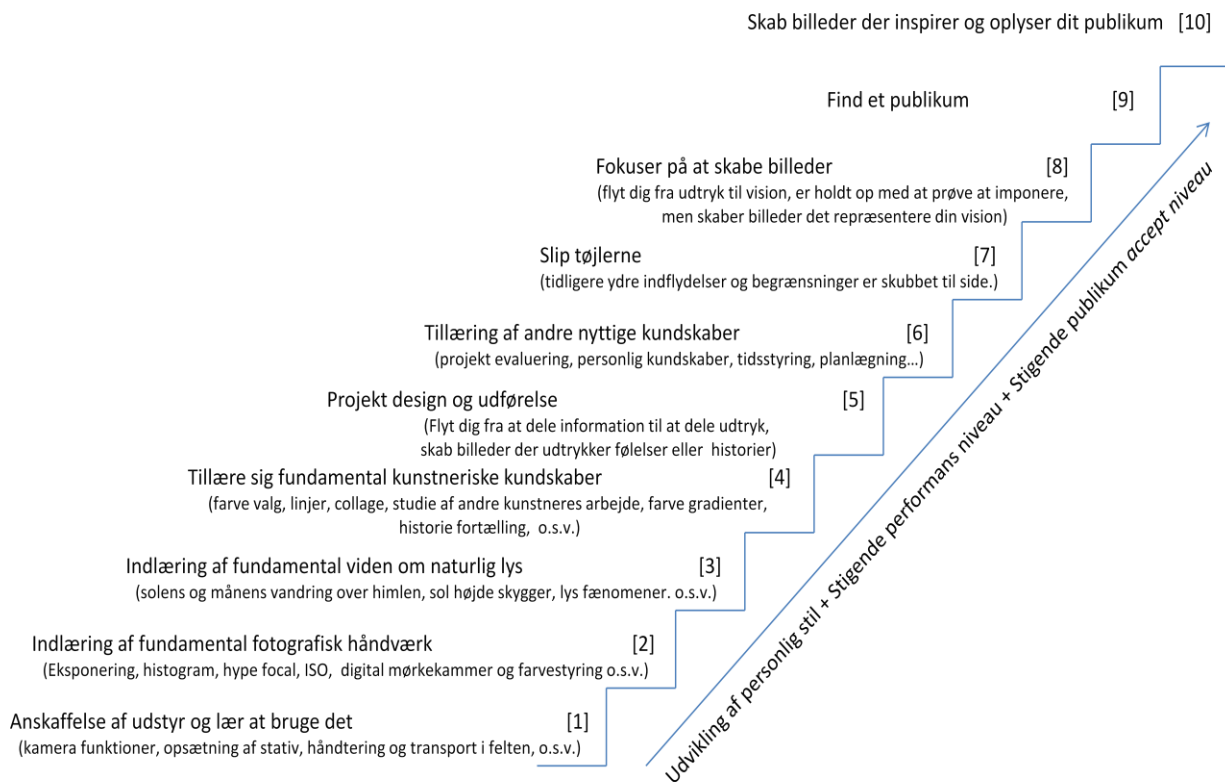 Skab billeder der inspirer og oplyser dit publikum [10]
Find et publikum [9]
Fokuser på at skabe billeder [8]
(flyt dig fra udtryk til vision, er holdt op med at prøve at imponere,
men skaber billeder det repræsentere din vision)
Slip tøjlerne [7]
(tidligere ydre indflydelser og begrænsninger er skubbet til side.)
Tillæring af andre nyttige kundskaber [6]
(projekt evaluering, personlig kundskaber, tidsstyring, planlægning...)
Projekt design og udførelse [5]
(Flyt dig fra at dele information til at dele udtryk,
skab billeder der udtrykker følelser eller historier)
Tillære sig fundamental kunstneriske kundskaber [4]
(farve valg, linjer, collage, studie af andre kunstneres arbejde, farve gradienter,
historie fortælling, o.s.v.)
Indlæring af fundamental viden om naturlig lys [3]
(solens og månens vandring over himlen, sol højde skygger, lys fænomener. o.s.v.)
Indlæring af fundamental fotografisk håndværk [2]
(Eksponering, histogram, hype focal, ISO, digital mørkekammer og farvestyring o.s.v.)
Anskaffelse af udstyr og lær at bruge det [1]
(kamera funktioner, opsætning af stativ, håndtering og transport i felten, o.s.v.)
Udvikling af personlig stil + Stigende performans niveau + Stigende publikum accept niveau